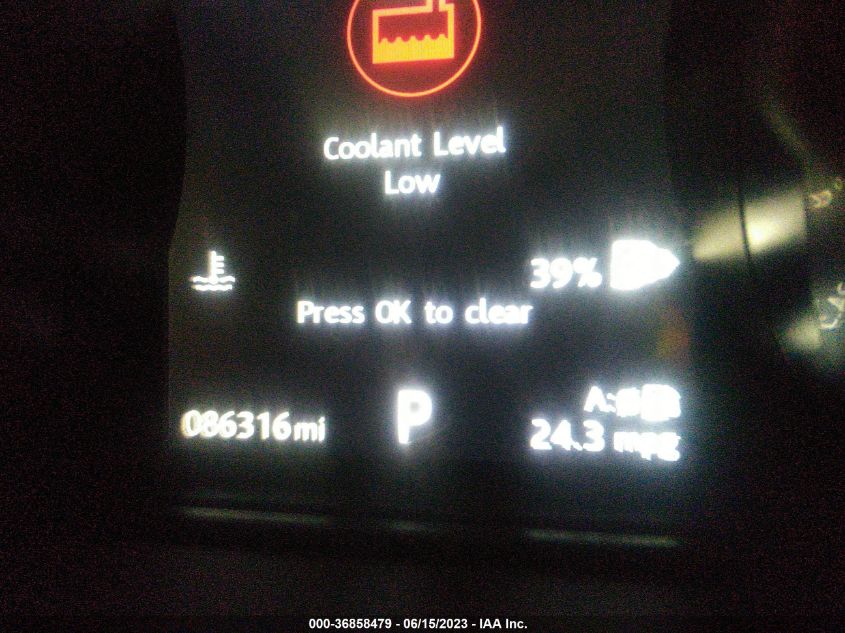 Coolant Level
Low
39%
Press OK to clear
P
086316mi
24.3 mpg
000-36858479 - 06/15/2023 - IAA Inc.